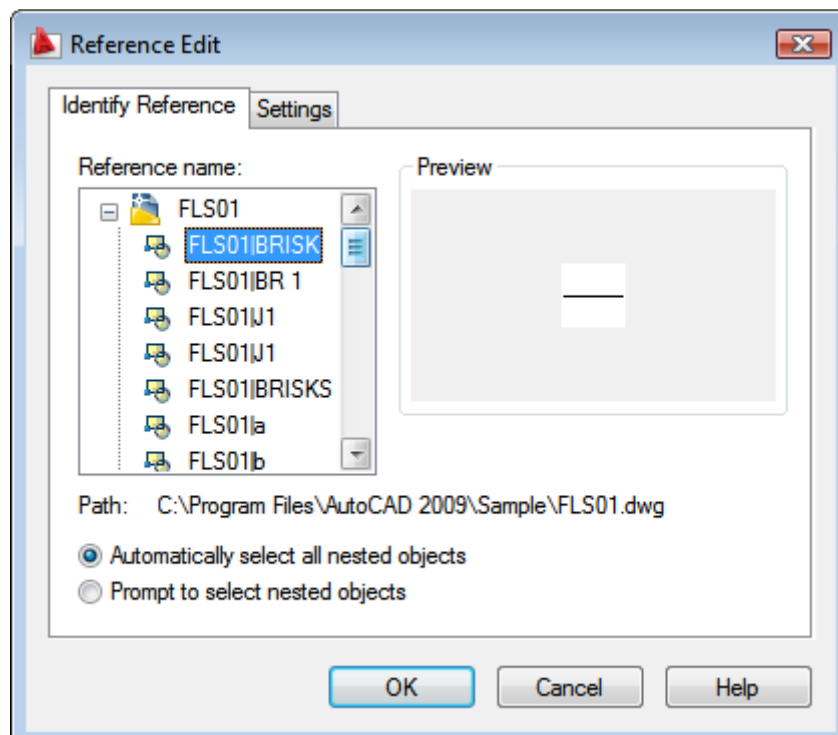 Reference Edit
Identify Reference
Settings
Reference name:
FLS01
FLS01|BRISK
FLS01|BR 1
FLS01|J1
FLS01|J1
FLS01|BRISKS
FLS01|a
FLS01|b
Preview
Path: C:\Program Files\AutoCAD 2009\Sample\FLS01.dwg
Automatically select all nested objects
Prompt to select nested objects
OK
Cancel
Help